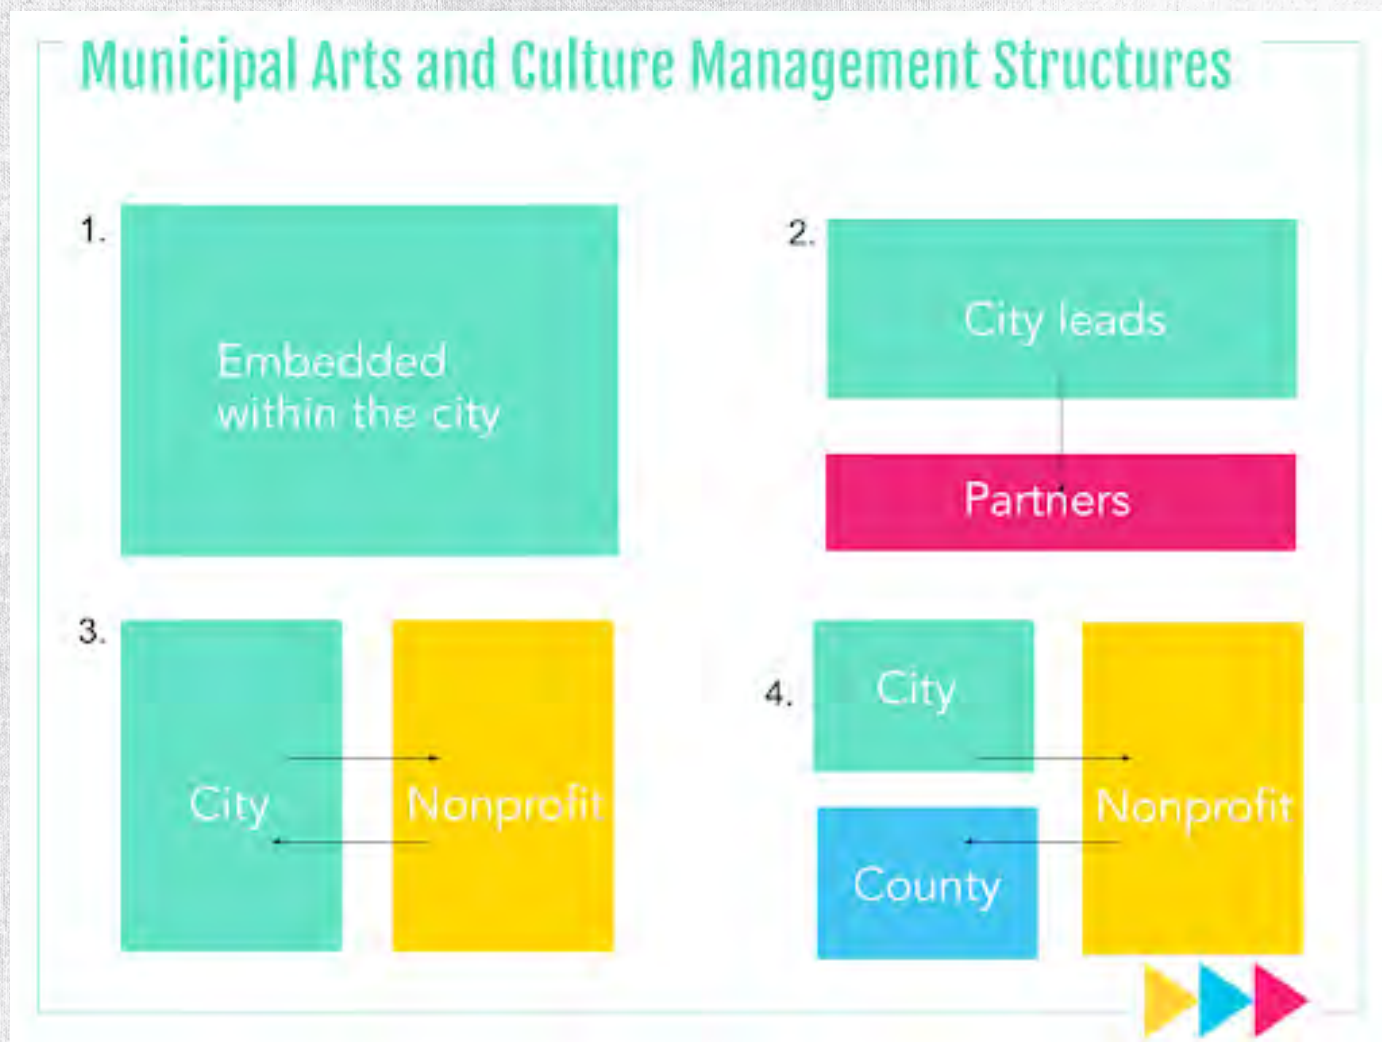 Municipal Arts and Culture Management Structures
1.
Embedded
within the city
2.
City leads
Partners
3.
City
Nonprofit
4.
City
County
Nonprofit